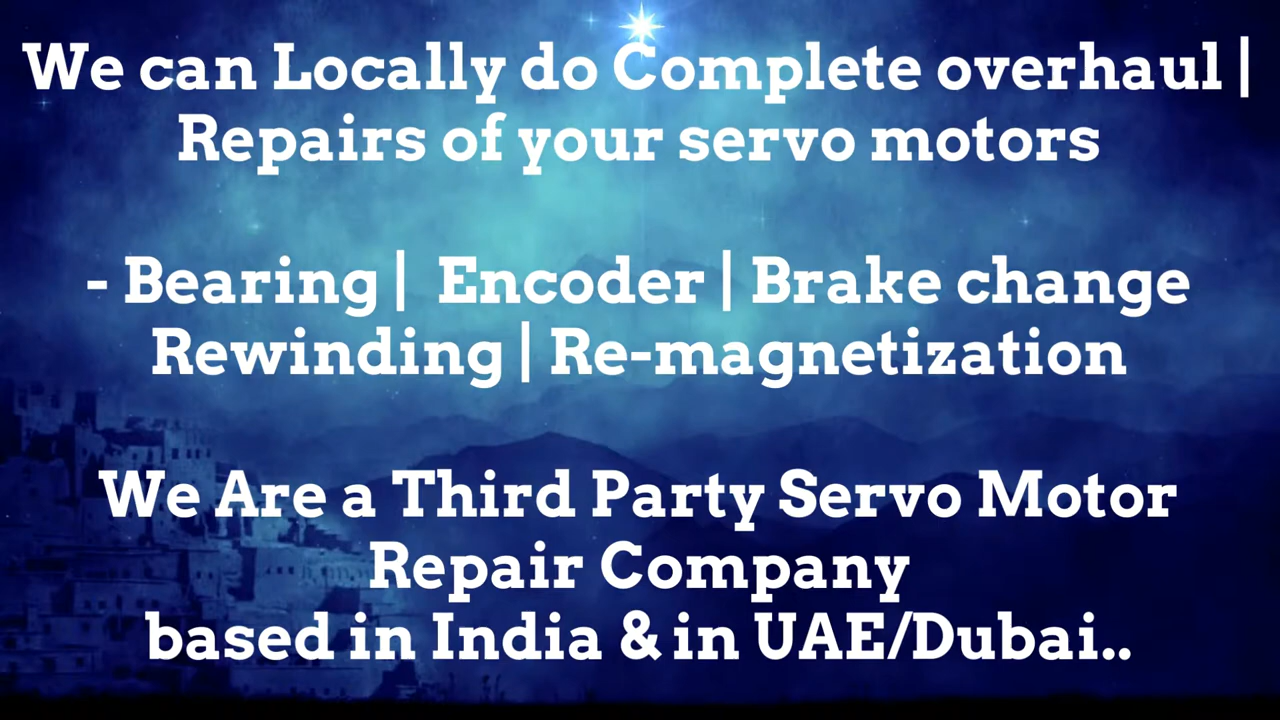 We can Locally do Complete overhaul |
Repairs of your servo motors
- Bearing |  Encoder | Brake change
Rewinding | Re-magnetization
We Are a Third Party Servo Motor
Repair Company
based in India & in UAE/Dubai..